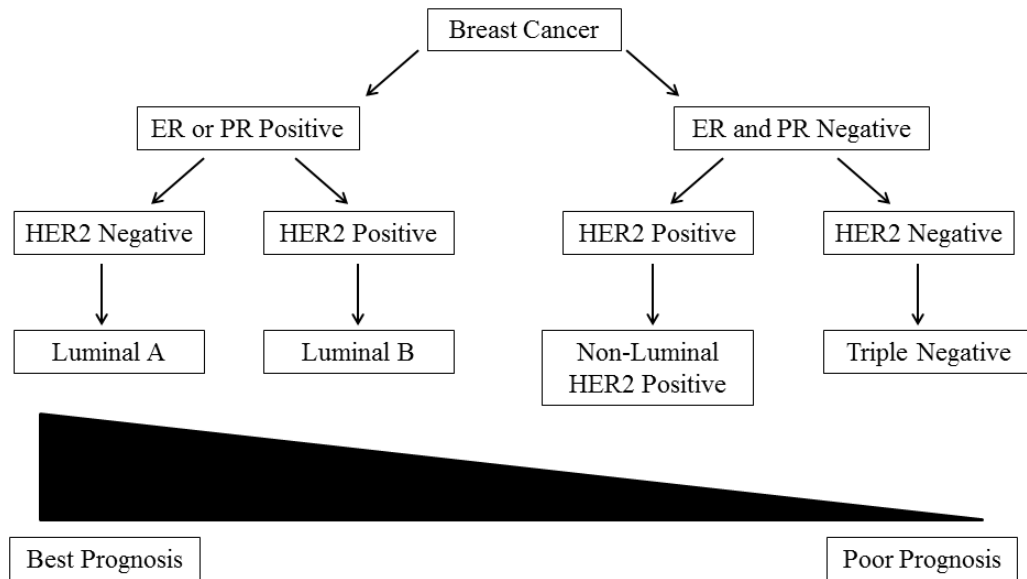 Breast Cancer
ER or PR Positive
ER and PR Negative
HER2 Negative
HER2 Positive
HER2 Positive
HER2 Negative
Luminal A
Luminal B
Non-Luminal
HER2 Positive
Triple Negative
Best Prognosis
Poor Prognosis